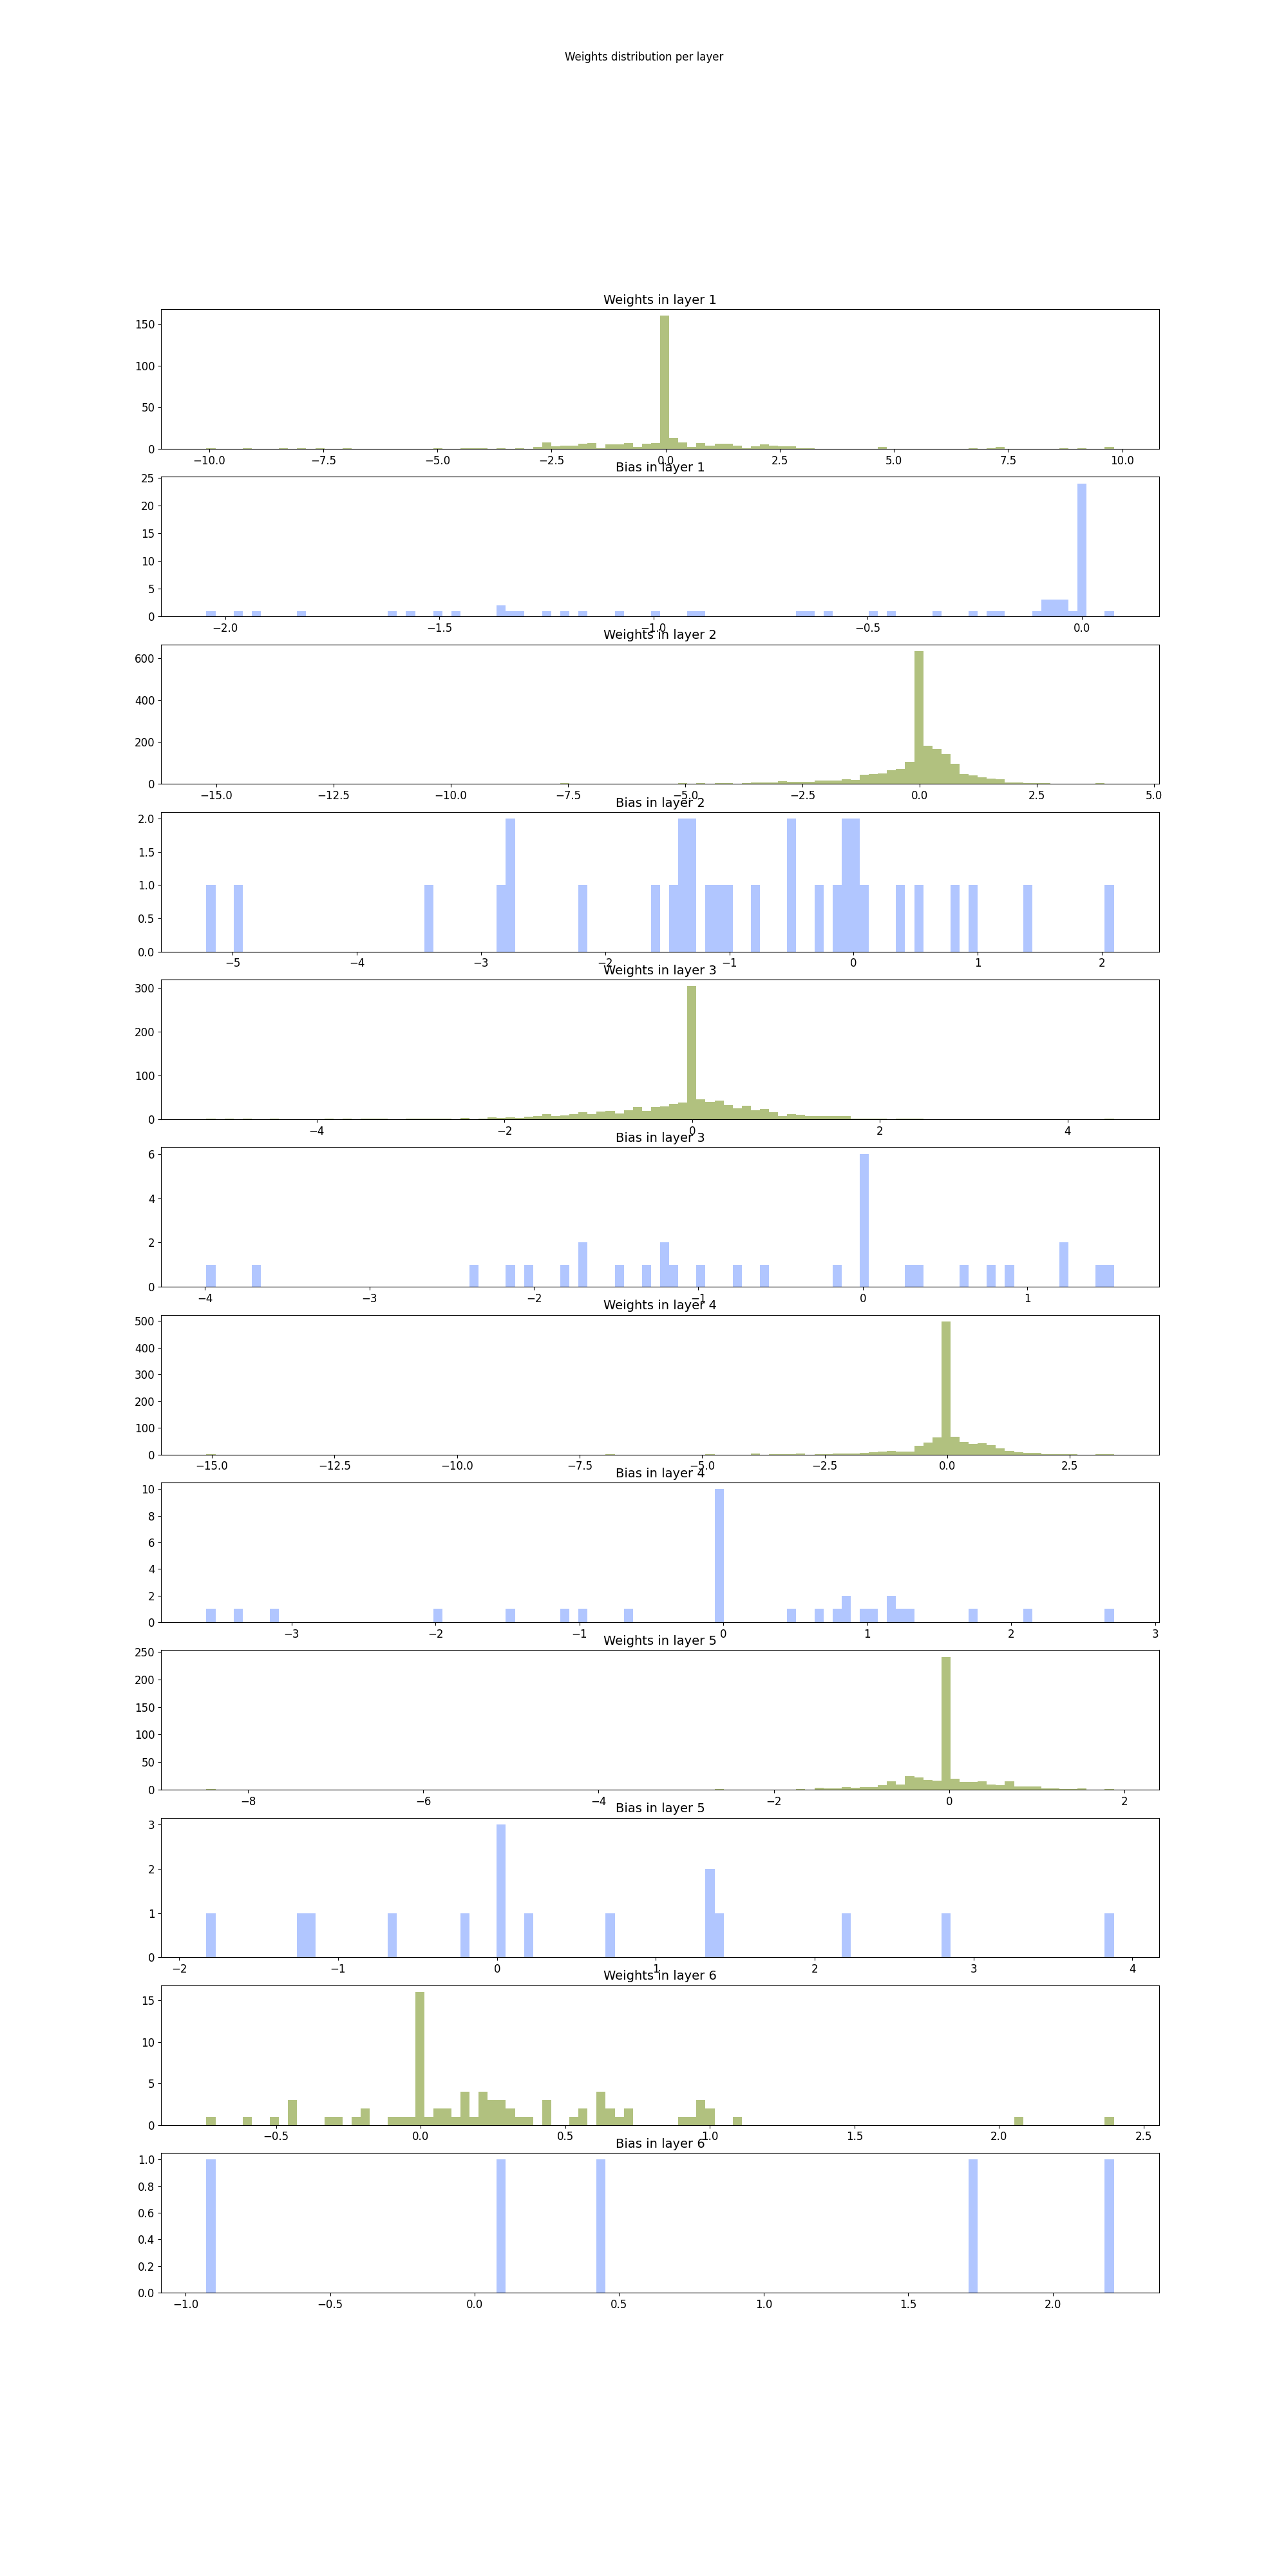 Weights distribution per layer
Weights in layer 1
150
100
50
0
−10.0 −7.5 −5.0 −2.5 0.0 2.5 5.0 7.5 10.0
Bias in layer 1
25
20
15
10
5
0
−2.0 −1.5 −1.0 −0.5 0.0
Weights in layer 2
600
400
200
0
−15.0 −12.5 −10.0 −7.5 −5.0 −2.5 0.0 2.5 5.0
Bias in layer 2
2.0
1.5
1.0
0.5
0.0
−5 −4 −3 −2 −1 0 1 2
Weights in layer 3
300
200
100
0
−4 −2 0 2 4
Bias in layer 3
6
4
2
0
−4 −3 −2 −1 0 1
Weights in layer 4
500
400
300
200
100
0
−15.0 −12.5 −10.0 −7.5 −5.0 −2.5 0.0 2.5
Bias in layer 4
10
8
6
4
2
0
−3 −2 −1 0 1 2 3
Weights in layer 5
250
200
150
100
50
0
−8 −6 −4 −2 0 2
Bias in layer 5
3
2
1
0
−2 −1 0 1 2 3 4
Weights in layer 6
15
10
5
0
−0.5 0.0 0.5 1.0 1.5 2.0 2.5
Bias in layer 6
1.0
0.8
0.6
0.4
0.2
0.0
−1.0 −0.5 0.0 0.5 1.0 1.5 2.0